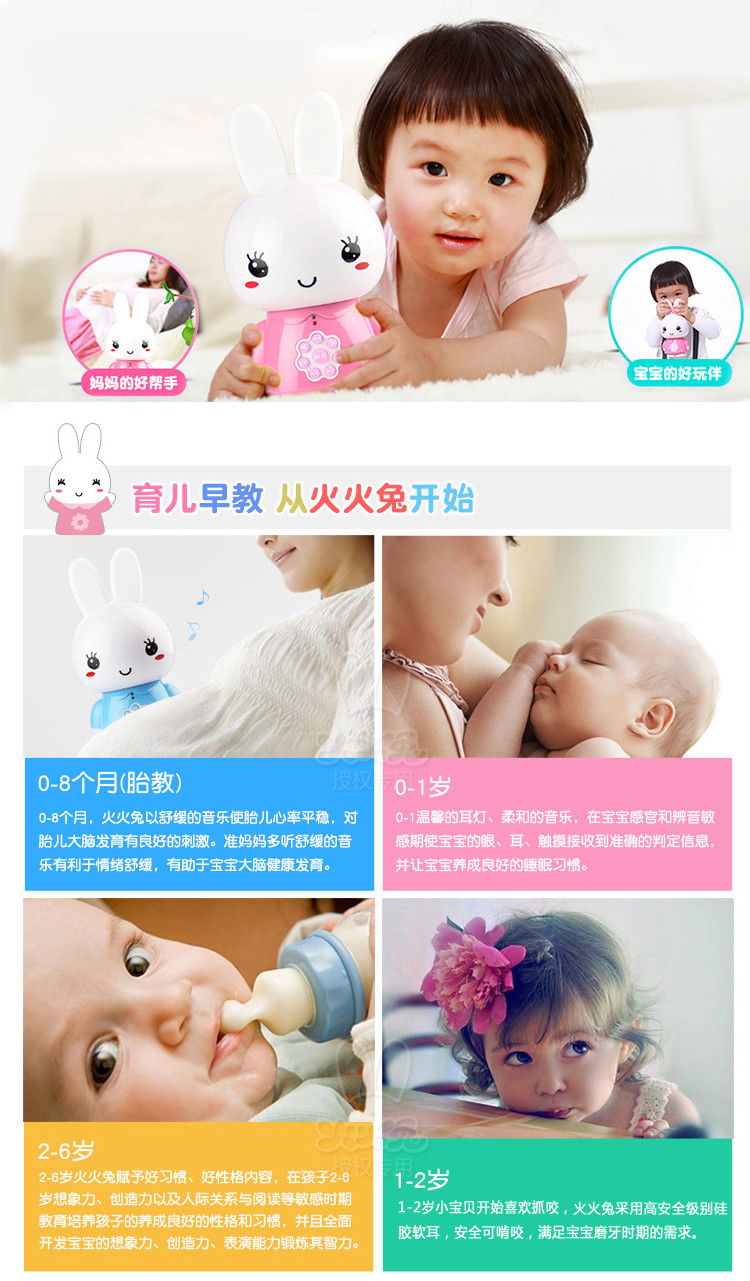 妈妈的好帮手
宝宝的好玩伴
育儿早教 从火火兔开始
0-8个月(胎教)
0-8个月，火火兔以舒缓的音乐使胎儿心率平稳，对
胎儿大脑发育有良好的刺激。准妈妈多听舒缓的音
乐有利于情绪舒缓，有助于宝宝大脑健康发育。
0-1岁
0-1温馨的耳灯、柔和的音乐，在宝宝感官和辨音敏
感期使宝宝的眼、耳、触摸接收到准确的判定信息，
并让宝宝养成良好的睡眠习惯。
火火兔
授权专用
2-6岁
2-6岁火火兔赋予好习惯、好性格内容，在孩子2-6
岁想象力、创造力以及人际关系与阅读等敏感时期
教育培养孩子的养成良好的性格和习惯，并且全面
开发宝宝的想象力、创造力、表演能力锻炼其智力。
1-2岁
1-2岁小宝贝开始喜欢抓咬，火火兔采用高安全级别硅
胶软耳，安全可啃咬，满足宝宝磨牙时期的需求。
火火兔
授权专用